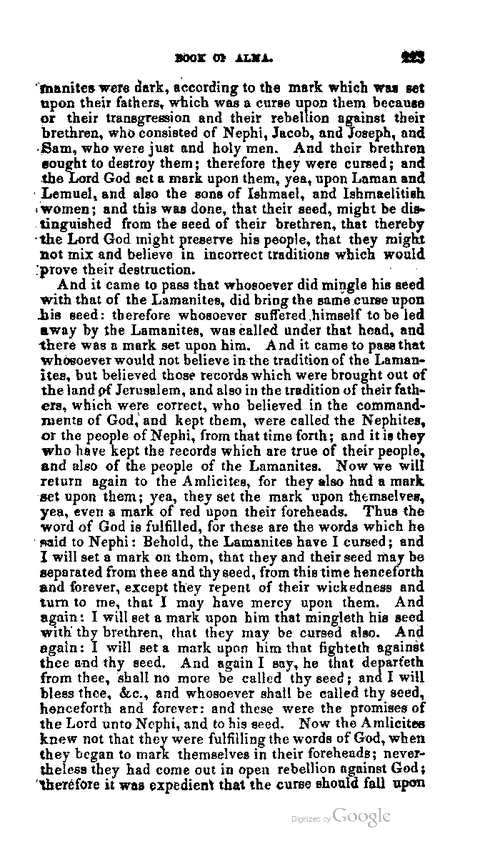 BOOK OF ALMA. 223
manites were dark, according to the mark which was set
upon their fathers, which was a curse upon them because
or their transgression and their rebellion against their
brethren, who consisted of Nephi, Jacob, and Joseph, and
Sam, who were just and holy men. And their brethren
sought to destroy them; therefore they were cursed; and
the Lord God set a mark upon them, yea, upon Laman and
Lemuel, and also the sons of Ishmael, and Ishmaelitish
women; and this was done, that their seed, might be dis-
tinguished from the seed of their brethren, that thereby
the Lord God might preserve his people, that they might
not mix and believe in incorrect traditions which would
prove their destruction.
And it came to pass that whosoever did mingle his seed
with that of the Lamanites, did bring the same curse upon
his seed: therefore whosoever suffered himself to be led
away by the Lamanites, was called under that head, and
there was a mark set upon him. And it came to pass that
whosoever would not believe in the tradition of the Laman-
ites, but believed those records which were brought out of
the land of Jerusalem, and also in the tradition of their fath-
ers, which were correct, who believed in the command-
ments of God, and kept them, were called the Nephites,
or the people of Nephi, from that time forth; and it is they
who have kept the records which are true of their people,
and also of the people of the Lamanites. Now we will
return again to the Amlicites, for they also had a mark
set upon them; yea, they set the mark upon themselves,
yea, even a mark of red upon their foreheads. Thus the
word of God is fulfilled, for these are the words which he
said to Nephi: Behold, the Lamanites have I cursed; and
I will set a mark on them, that they and their seed may be
separated from thee and thy seed, from this time henceforth
and forever, except they repent of their wickedness and
turn to me, that I may have mercy upon them. And
again: I will set a mark upon him that mingleth his seed
with thy brethren, that they may be cursed also. And
again: I will set a mark upon him that fighteth against
thee and thy seed. And again I say, he that departeth
from thee, shall no more be called thy seed; and I will
bless thee, &c., and whosoever shall be called thy seed,
henceforth and forever: and these were the promises of
the Lord unto Nephi, and to his seed. Now the Amlicites
knew not that they were fulfilling the words of God, when
they began to mark themselves in their foreheads; never-
theless they had come out in open rebellion against God;
therefore it was expedient that the curse should fall upon
Digitized by Google